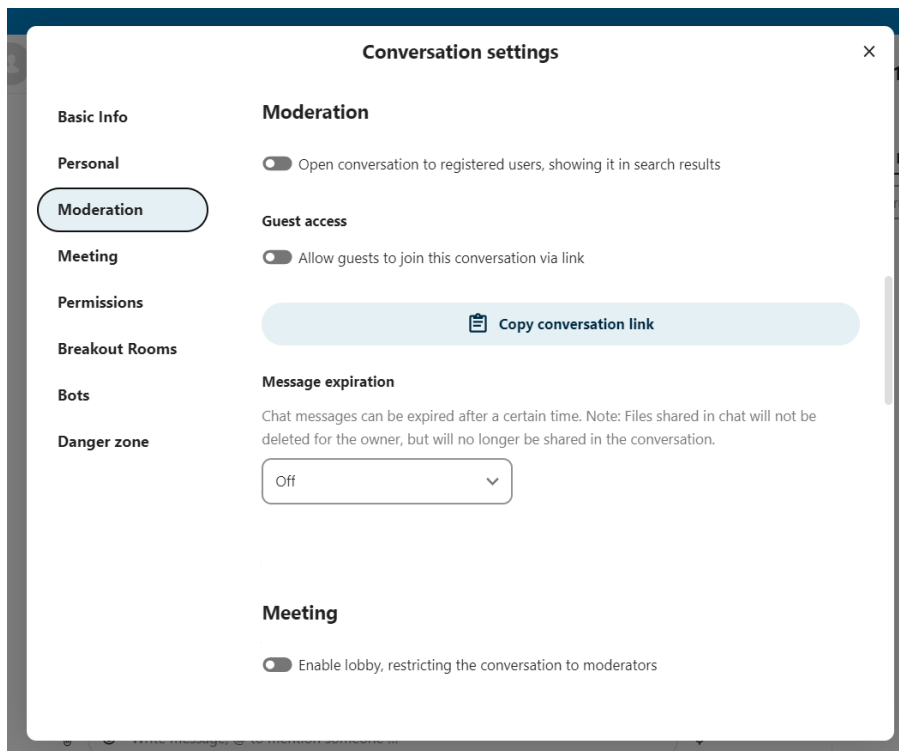 Conversation settings
Basic Info
Personal
Moderation
Meeting
Permissions
Breakout Rooms
Bots
Danger zone
Moderation
Open conversation to registered users, showing it in search results
Guest access
Allow guests to join this conversation via link
Copy conversation link
Message expiration
Chat messages can be expired after a certain time. Note: Files shared in chat will not be
deleted for the owner, but will no longer be shared in the conversation.
Off
Meeting
Enable lobby, restricting the conversation to moderators
Write message, @ to mention someone ...